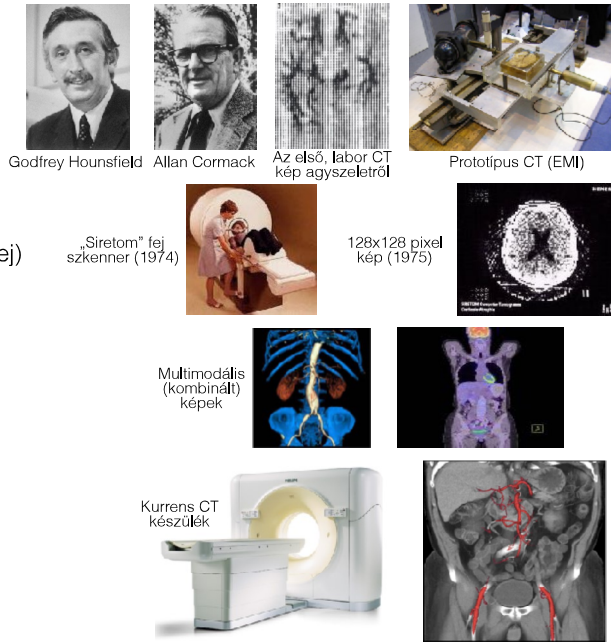 Godfrey Hounsfield
Allan Cormack
Az első, labor CT
kép agyszeletről
Prototípus CT (EMI)
ej)
„Siretom” fej
szkenner (1974)
128x128 pixel
kép (1975)
Multimodális
(kombinált)
képek
Kurrens CT
készülék
PHILIPS